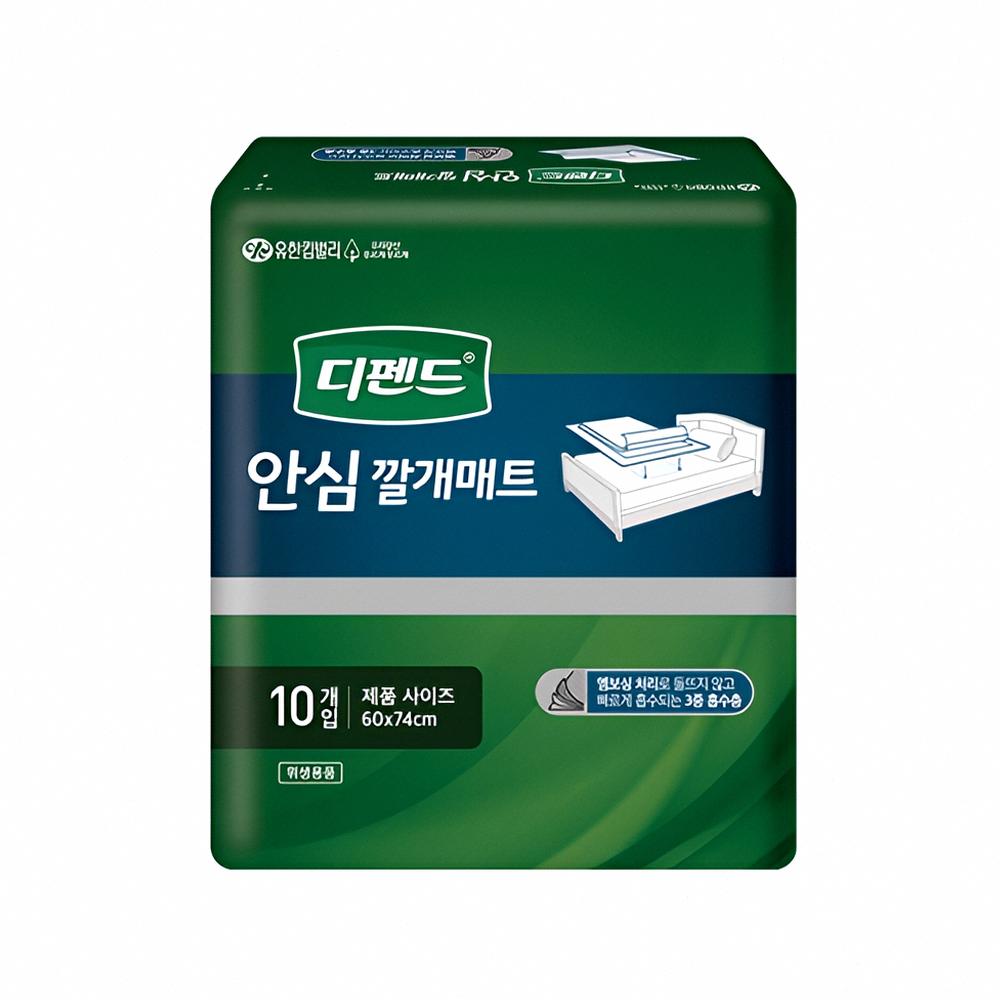 유한킴벌리
디펜드
안심 깔개매트
10개입
제품 사이즈
60x74cm
엠보싱 처리로 들뜨지 않고
빠르게 흡수되는 3중 흡수층
위생용품